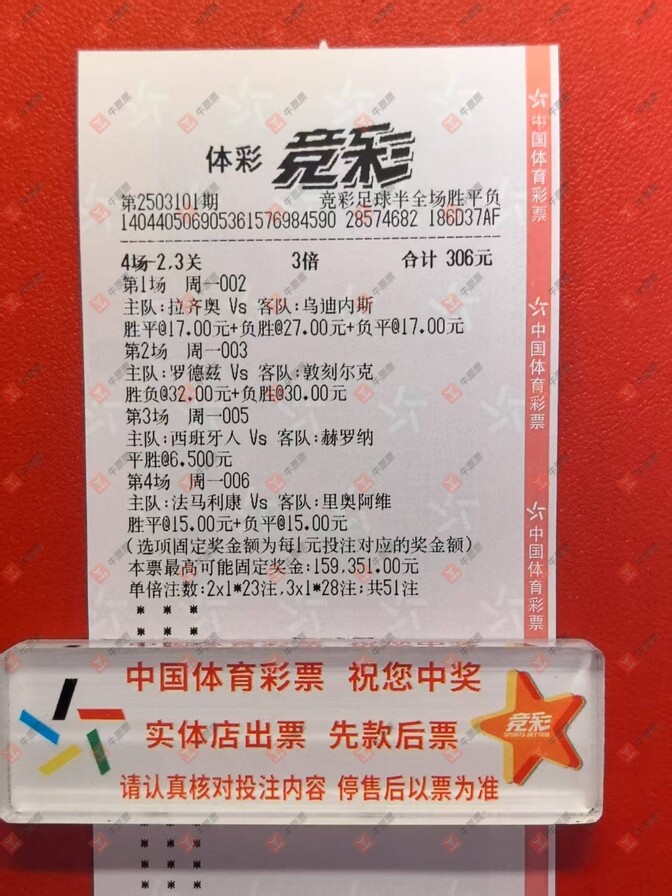 体彩 竞彩
第2503101期 竞彩足球半全场胜平负
140440506905361576984590 28574682 186D37AF
4场-2,3关 3倍 合计 306元
第1场 周一002
主队:拉齐奥 Vs 客队:乌迪内斯
胜平@17.00元+负胜@27.00元+负平@17.00元
第2场 周一003
主队:罗德兹 Vs 客队:敦刻尔克
胜负@32.00元+负胜@30.00元
第3场 周一005
主队:西班牙人 Vs 客队:赫罗纳
平胜@6.500元
第4场 周一006
主队:法马利康 Vs 客队:里奥阿维
胜平@15.00元+负平@15.00元
(选项固定奖金额为每1元投注对应的奖金额)
本票最高可能固定奖金:159,351.00元
单倍注数:2x1*23注,3x1*28注;共51注
* * *
* * *
中国体育彩票 祝您中奖
实体店出票 先款后票
请认真核对投注内容 停售后以票为准
竞彩
SPORTS BETTING
* * *
* * *
* * *
中国体育彩票
中国体育彩票
中国体育彩票
牛逼票